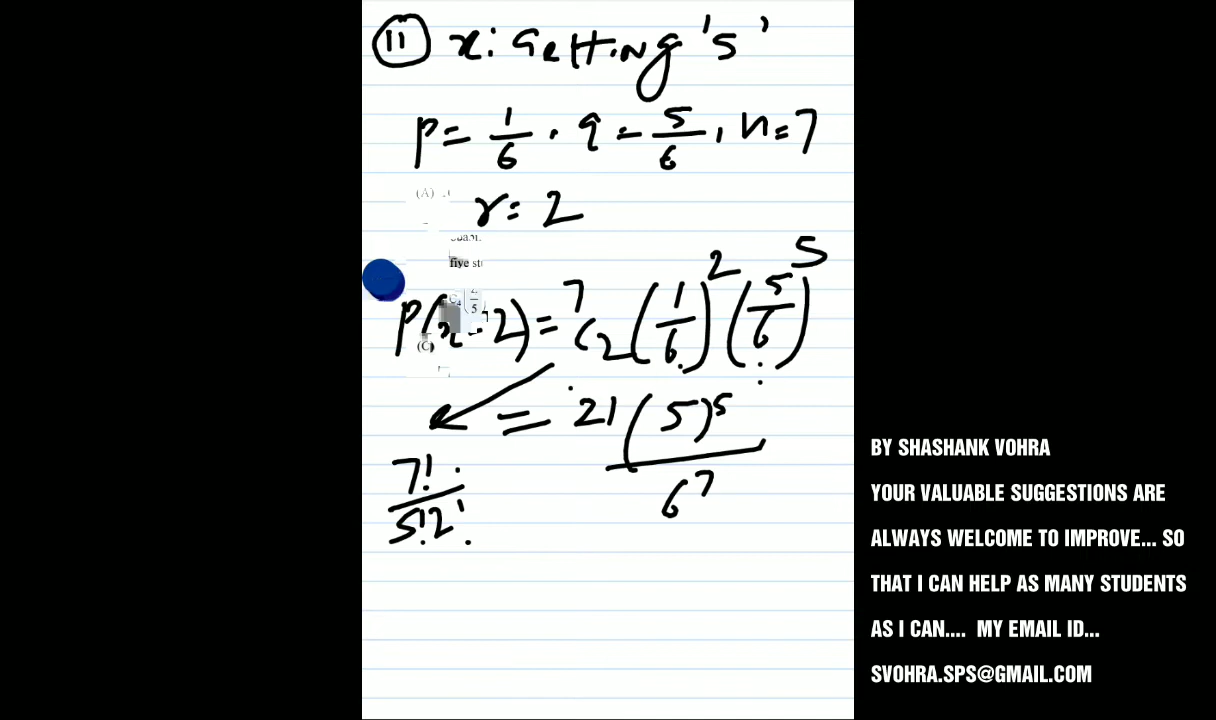 11 x: Getting '5'
p = 1/6 . q = 5/6 , n = 7
(A)
r = 2
five
P(x = 2) = ⁷C₂ (1/6)² (5/6)⁵
(C)
= 21 (5)⁵ / 6⁷
7! / 5!2!
BY SHASHANK VOHRA
YOUR VALUABLE SUGGESTIONS ARE
ALWAYS WELCOME TO IMPROVE... SO
THAT I CAN HELP AS MANY STUDENTS
AS I CAN.... MY EMAIL ID...
SVOHRA.SPS@GMAIL.COM